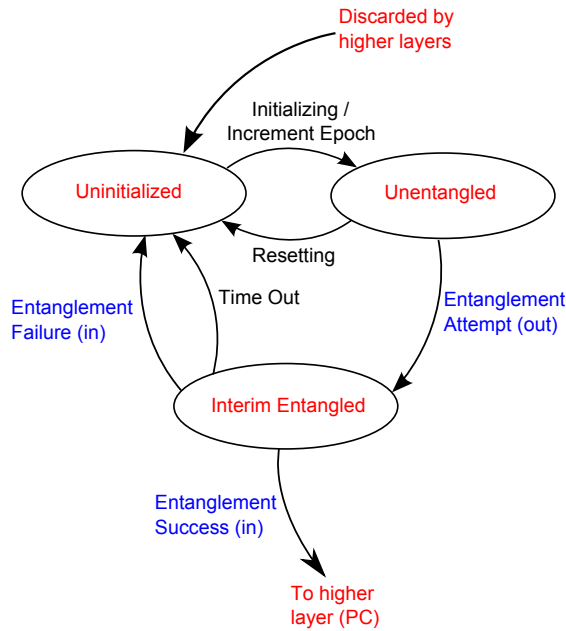 Discarded by
higher layers
Initializing /
Increment Epoch
Uninitialized
Unentangled
Resetting
Entanglement
Failure (in)
Time Out
Entanglement
Attempt (out)
Interim Entangled
Entanglement
Success (in)
To higher
layer (PC)